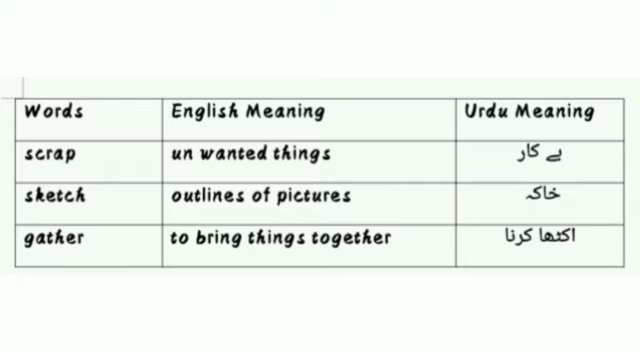 Words English Meaning Urdu Meaning
scrap un wanted things بے کار
sketch outlines of pictures خاکہ
gather to bring things together اکٹھا کرنا